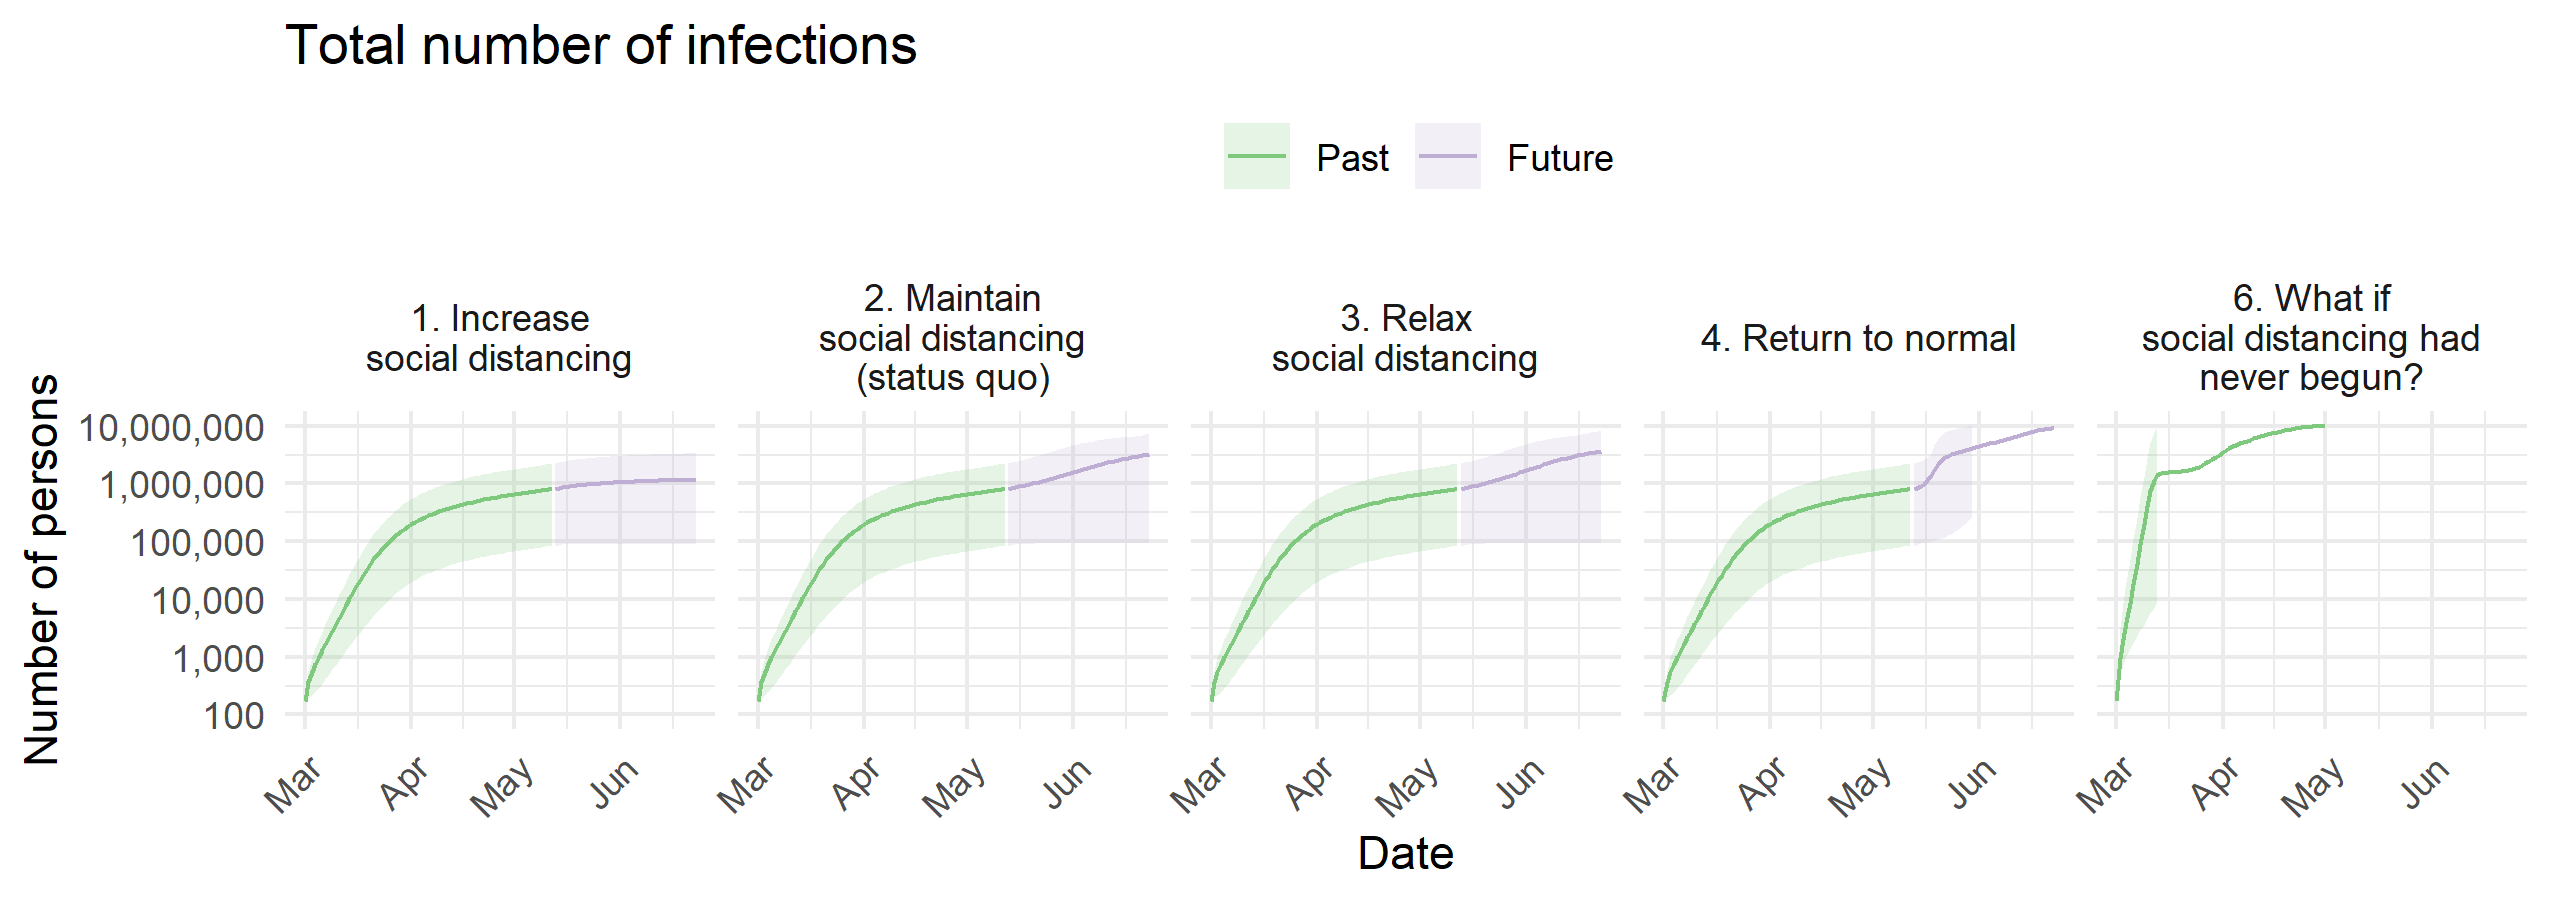 Total number of infections
Past
Future
1. Increase
social distancing
2. Maintain
social distancing
(status quo)
3. Relax
social distancing
4. Return to normal
6. What if
social distancing had
never begun?
Number of persons
10,000,000
1,000,000
100,000
10,000
1,000
100
Mar
Apr
May
Jun
Mar
Apr
May
Jun
Mar
Apr
May
Jun
Mar
Apr
May
Jun
Mar
Apr
May
Jun
Date